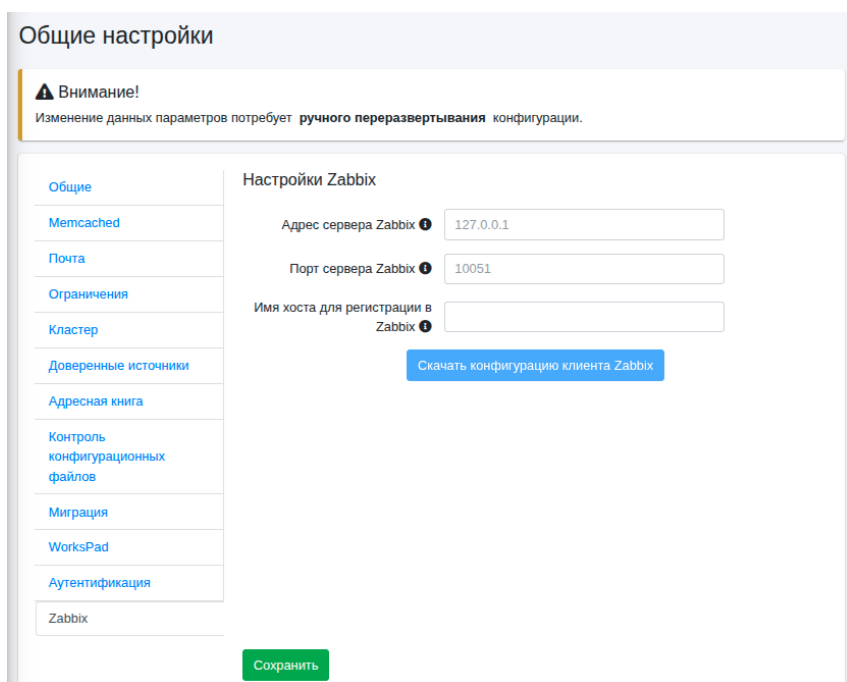 Общие настройки
Внимание!
Изменение данных параметров потребует ручного переразвертывания конфигурации.
Общие
Memcached
Почта
Ограничения
Кластер
Доверенные источники
Адресная книга
Контроль
конфигурационных
файлов
Миграция
WorksPad
Аутентификация
Zabbix
Настройки Zabbix
Адрес сервера Zabbix
127.0.0.1
Порт сервера Zabbix
10051
Имя хоста для регистрации в
Zabbix
Скачать конфигурацию клиента Zabbix
Сохранить